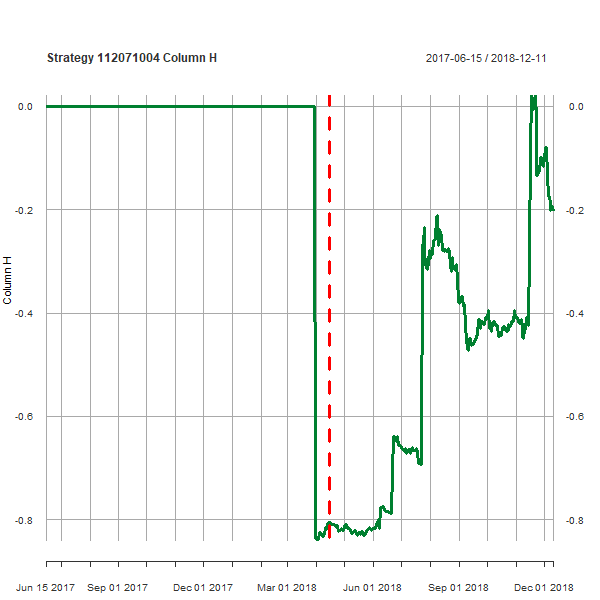 Strategy 112071004 Column H
2017-06-15 / 2018-12-11
0.0 0.0
-0.2 -0.2
-0.4 -0.4
-0.6 -0.6
-0.8 -0.8
Column H
Jun 15 2017 Sep 01 2017 Dec 01 2017 Mar 01 2018 Jun 01 2018 Sep 01 2018 Dec 01 2018